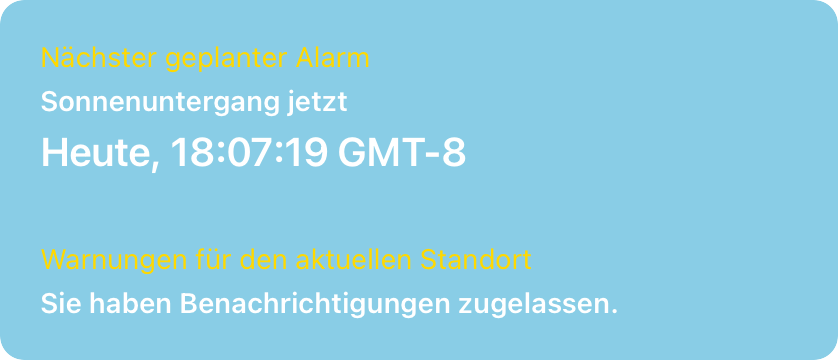 Nächster geplanter Alarm
Sonnenuntergang jetzt
Heute, 18:07:19 GMT-8
Warnungen für den aktuellen Standort
Sie haben Benachrichtigungen zugelassen.